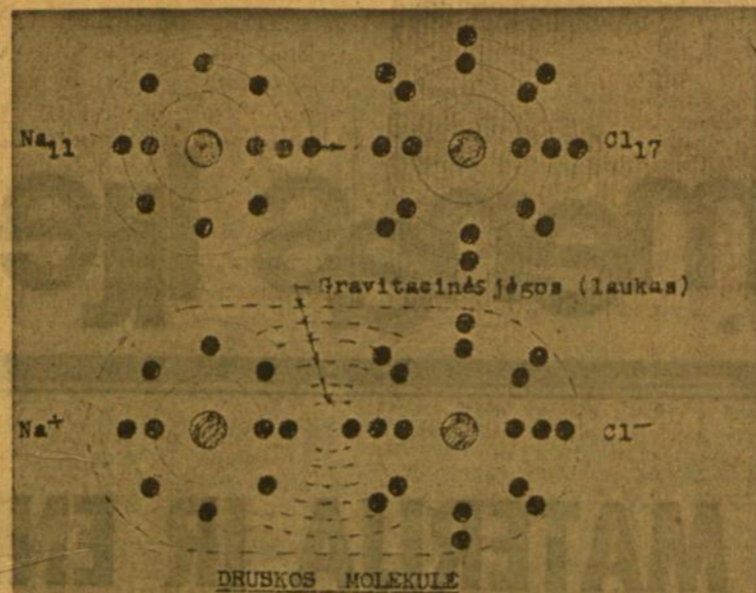 Na11
Cl17
Gravitacinės jėgos (laukas)
Na+
Cl−
DRUSKOS MOLEKULĖ